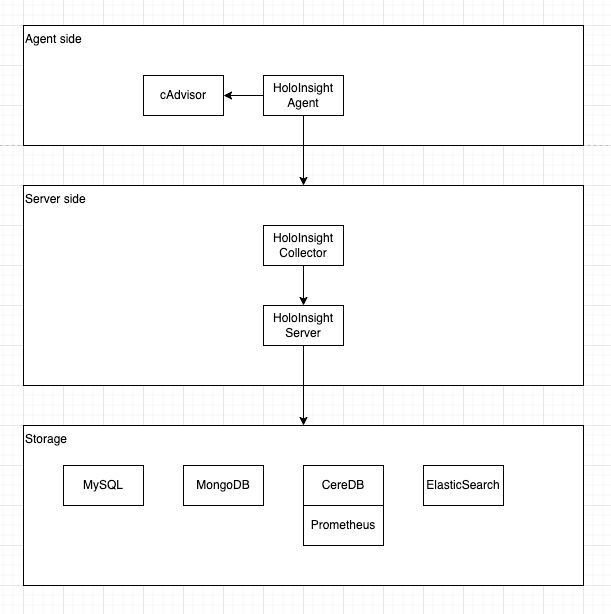 Agent side
cAdvisor
HoloInsight
Agent
Server side
HoloInsight
Collector
HoloInsight
Server
Storage
MySQL
MongoDB
CereDB
ElasticSearch
Prometheus